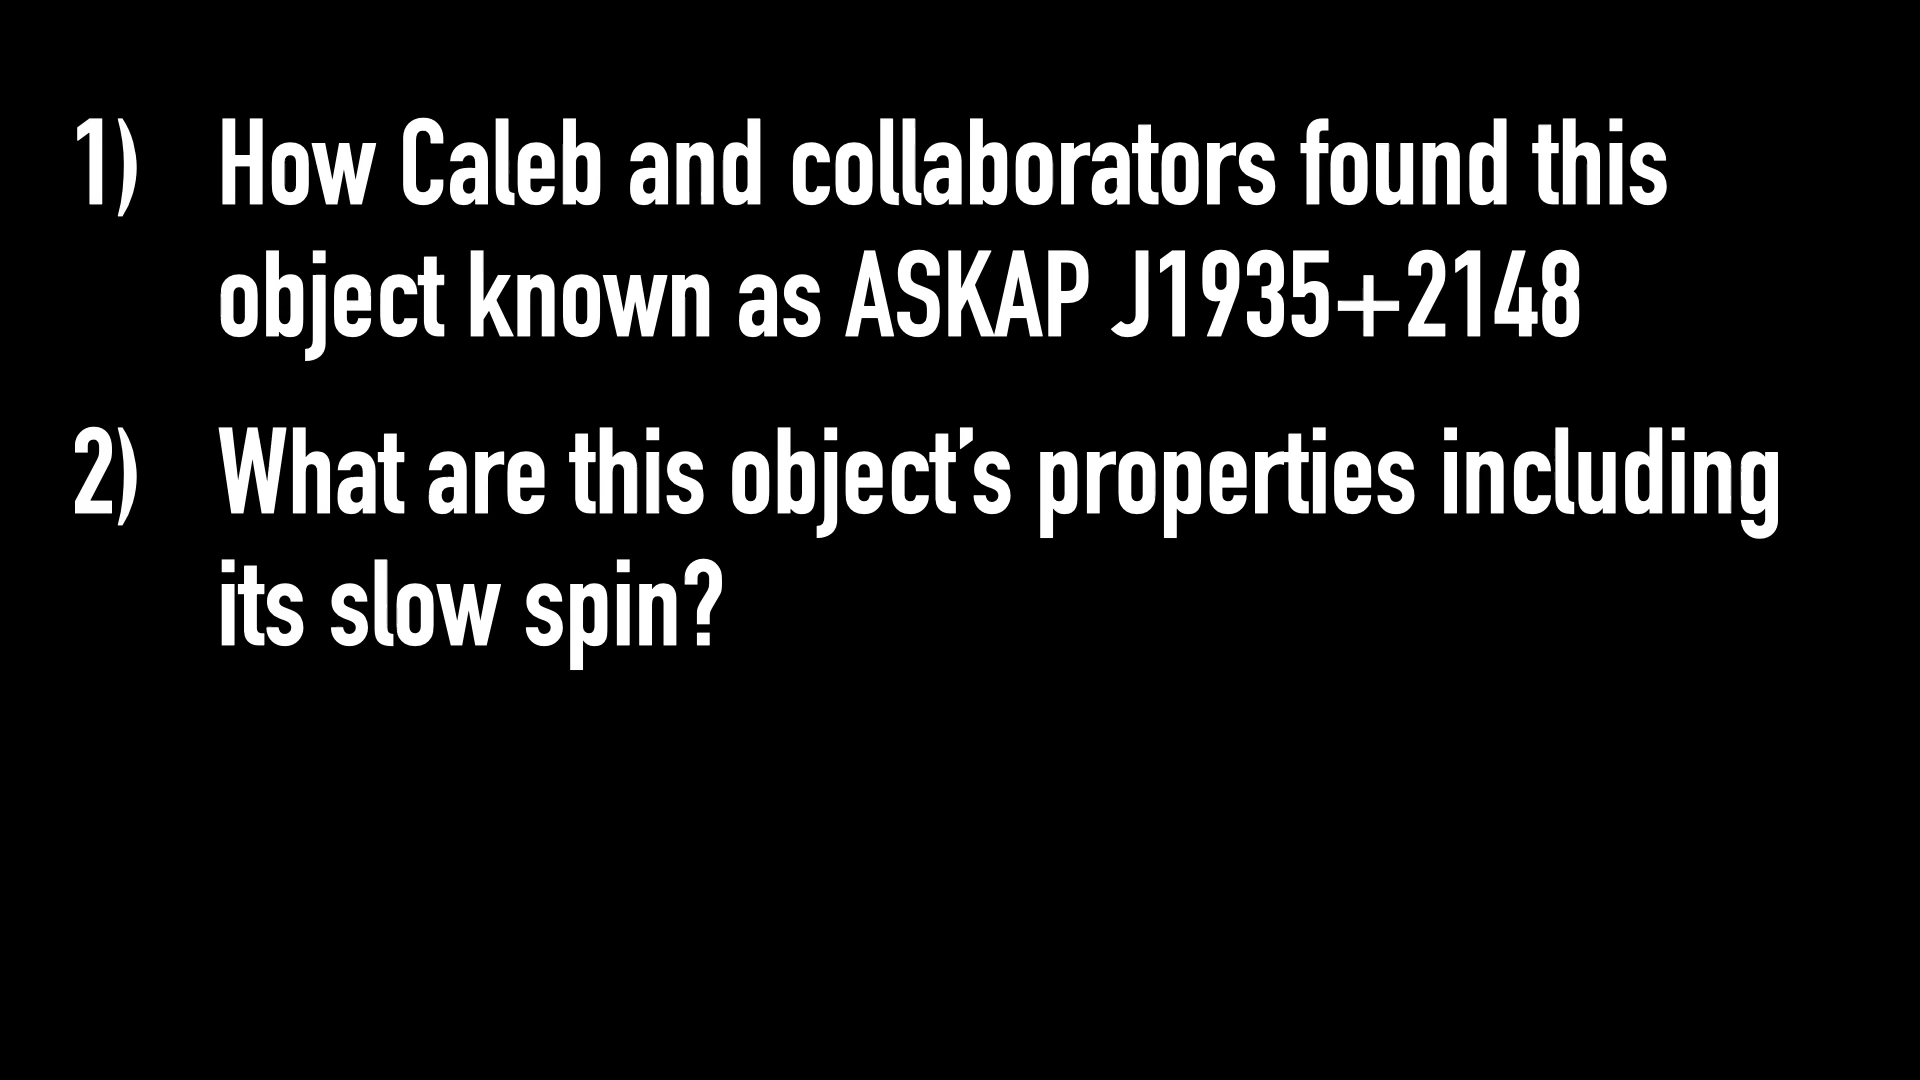 1) How Caleb and collaborators found this
object known as ASKAP J1935+2148
2) What are this object’s properties including
its slow spin?